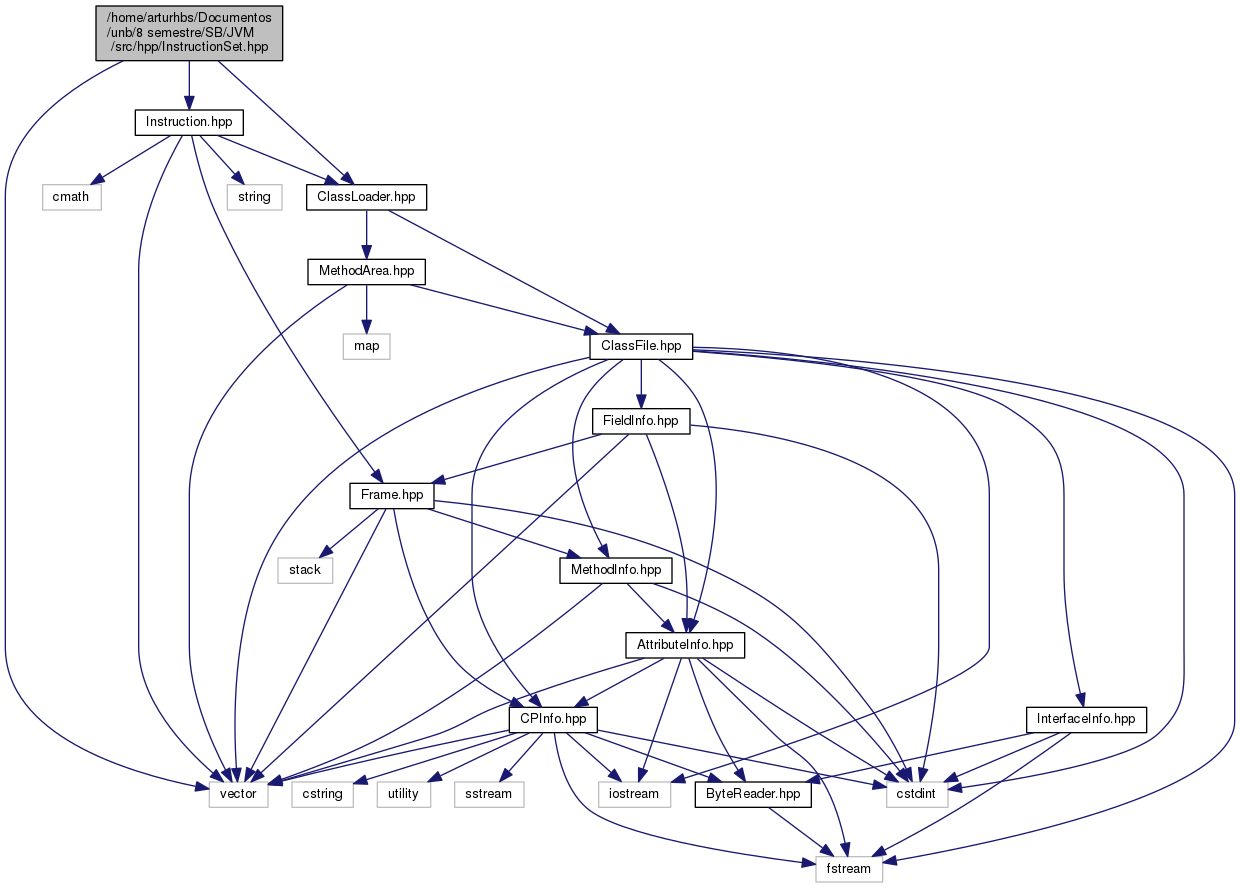 /home/arturhbs/Documentos
/unb/8 semestre/SB/JVM
/src/hpp/InstructionSet.hpp
Instruction.hpp
cmath
string
ClassLoader.hpp
MethodArea.hpp
map
ClassFile.hpp
FieldInfo.hpp
Frame.hpp
stack
MethodInfo.hpp
AttributeInfo.hpp
CPInfo.hpp
InterfaceInfo.hpp
vector
cstring
utility
sstream
iostream
ByteReader.hpp
cstdint
fstream